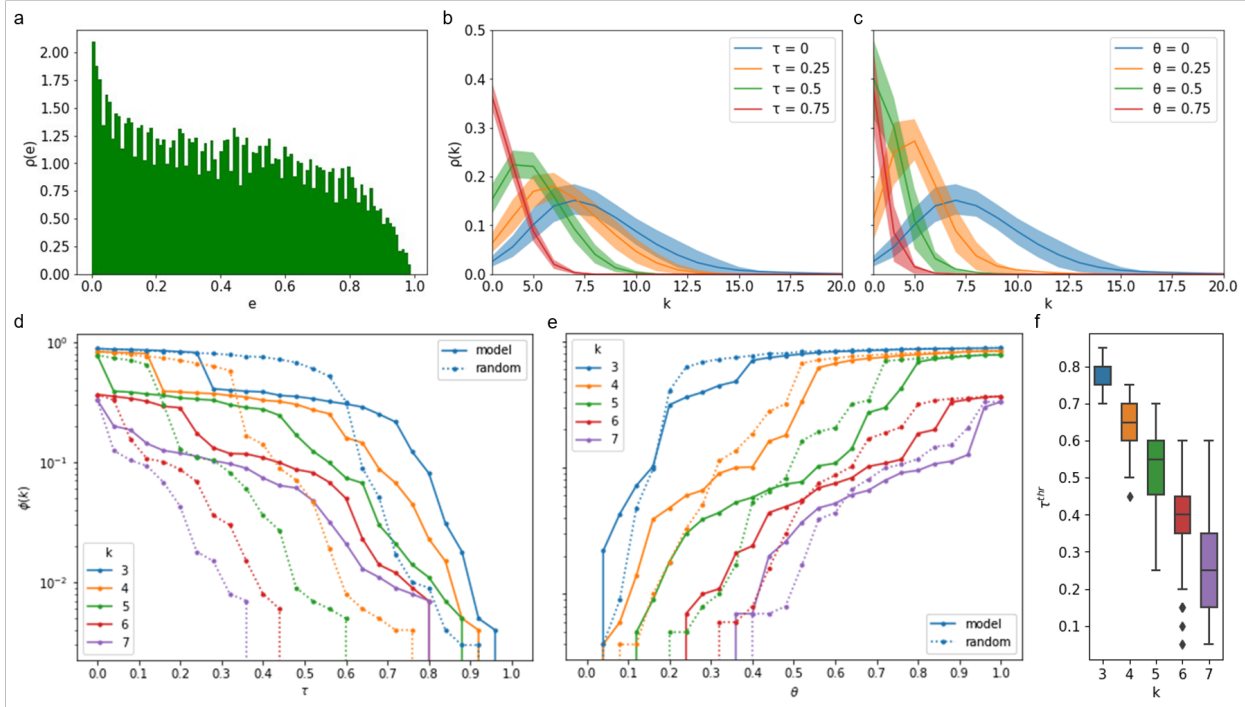 a
2.00
1.75
1.50
1.25
1.00
0.75
0.50
0.25
0.00
ρ(e)
0.0 0.2 0.4 0.6 0.8 1.0
e
b
0.5
0.4
0.3
0.2
0.1
0.0
ρ(k)
τ = 0
τ = 0.25
τ = 0.5
τ = 0.75
0.0 5.0 7.5 10.0 12.5 15.0 17.5 20.0
k
c
θ = 0
θ = 0.25
θ = 0.5
θ = 0.75
0.0 5.0 7.5 10.0 12.5 15.0 17.5 20.0
k
d
10⁰
10⁻¹
10⁻²
ϕ(k)
model
random
k
3
4
5
6
7
0.0 0.1 0.2 0.3 0.4 0.5 0.6 0.7 0.8 0.9 1.0
τ
e
k
3
4
5
6
7
model
random
0.0 0.1 0.2 0.3 0.4 0.5 0.6 0.7 0.8 0.9 1.0
θ
f
0.8
0.7
0.6
0.5
0.4
0.3
0.2
0.1
τᵗʰʳ
3 4 5 6 7
k